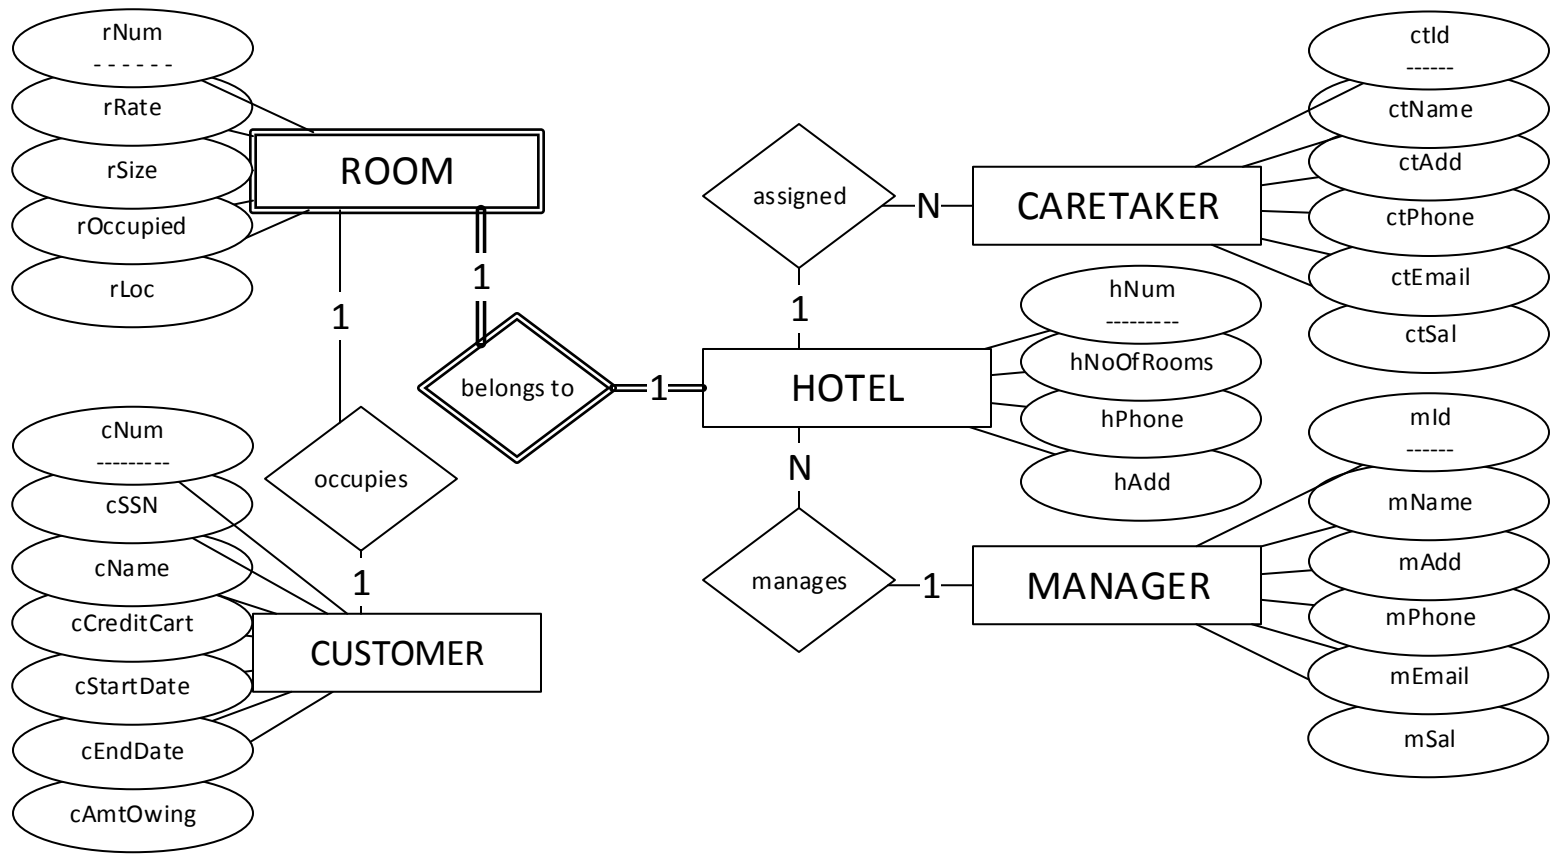 rNum
- - - - - -
rRate
rSize
rOccupied
rLoc
ROOM
1
1
belongs to
1
occupies
1
cNum
---------
cSSN
cName
cCreditCart
cStartDate
cEndDate
cAmtOwing
CUSTOMER
assigned
N
CARETAKER
1
ctId
------
ctName
ctAdd
ctPhone
ctEmail
ctSal
HOTEL
hNum
---------
hNoOfRooms
hPhone
hAdd
N
manages
1
MANAGER
mId
------
mName
mAdd
mPhone
mEmail
mSal